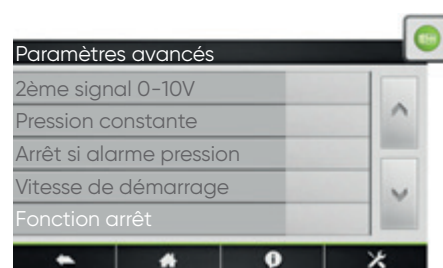 Paramètres avancés
2ème signal 0-10V
Pression constante
Arrêt si alarme pression
Vitesse de démarrage
Fonction arrêt